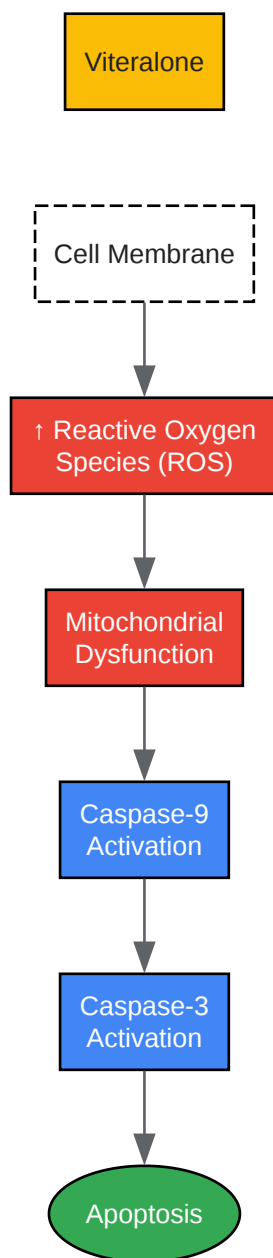 Viteralone
Cell Membrane
↑ Reactive Oxygen
Species (ROS)
Mitochondrial
Dysfunction
Caspase-9
Activation
Caspase-3
Activation
Apoptosis